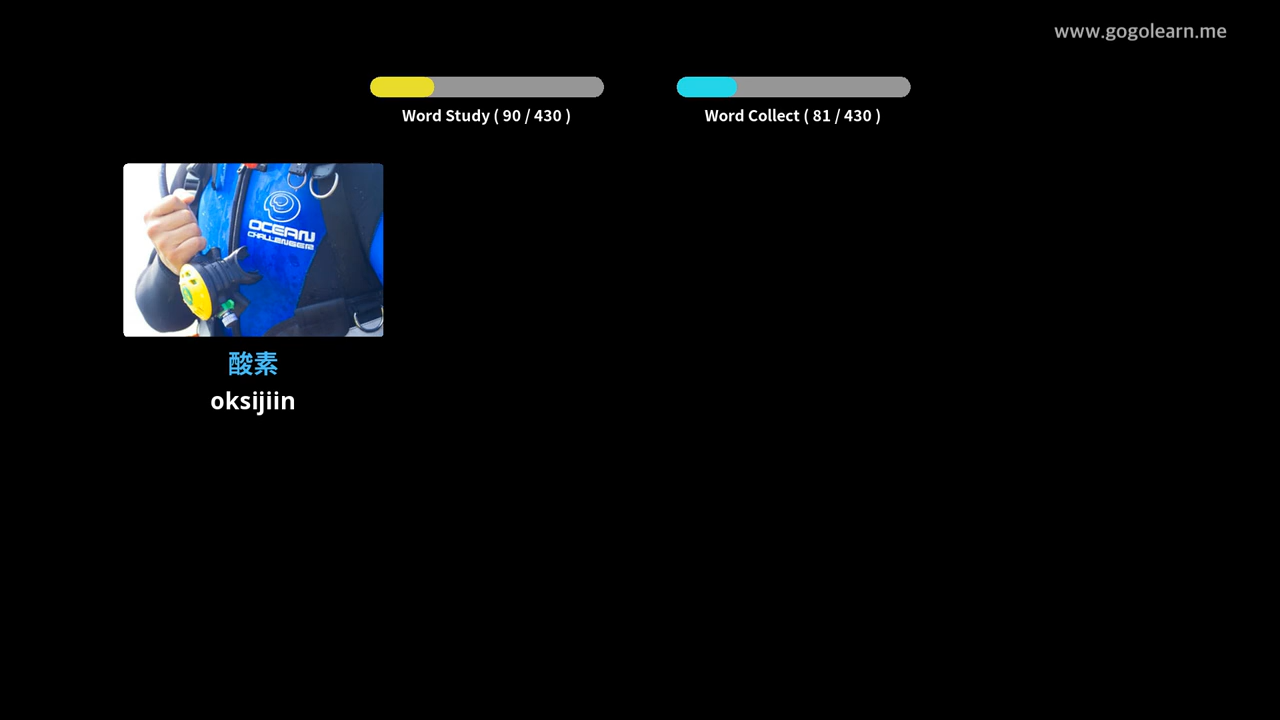 www.gogolearn.me
Word Study ( 90 / 430 )
Word Collect ( 81 / 430 )
OCEAN
CHALLENGER
酸素
oksijiin